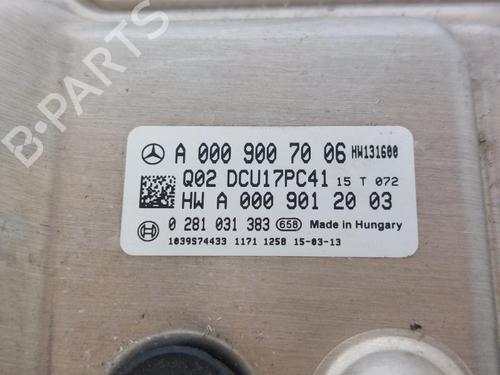 A 000 900 70 06 HW131600
Q02 DCU17PC41 15 T 072
HW A 000 901 20 03
0 281 031 383 658 Made in Hungary
1039S74433 1171 1258 15-03-13
B-PARTS